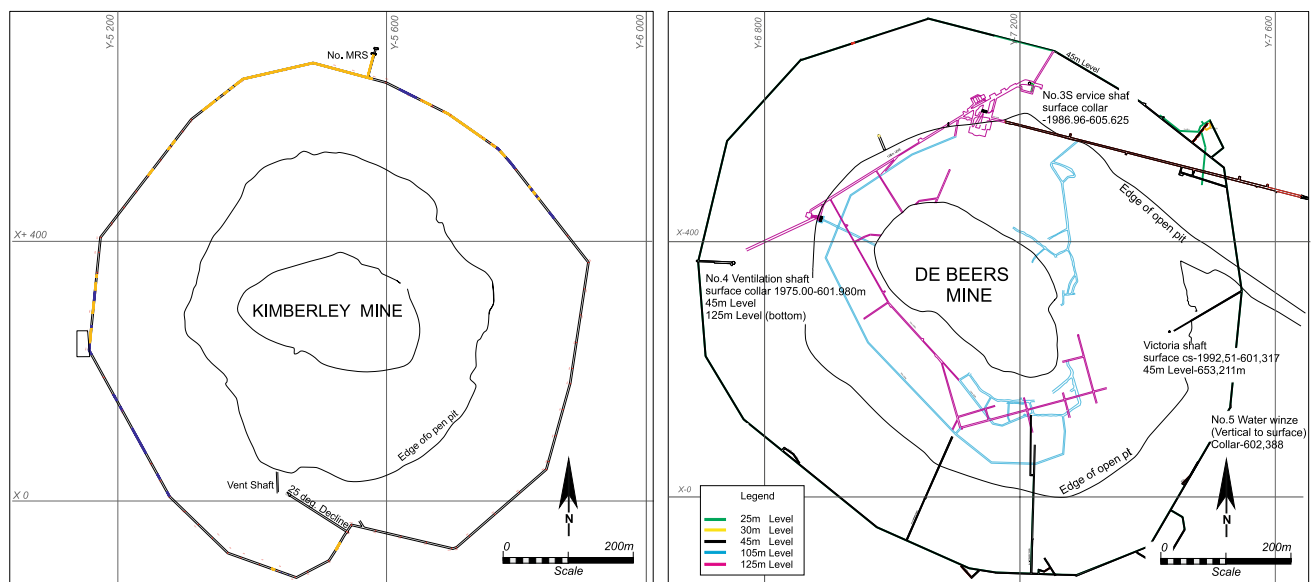 Y-5 200
Y-5 600
Y-6 000
No. MRS
X+ 400
KIMBERLEY MINE
Edge ofo pen pit
Vent Shaft
25 deg. Decline
X 0
N
0 200m
Scale
Y-6 800
Y-7 200
Y-7 600
45m Level
No.3S ervice shaf
surface collar
-1986.96-605.625
Edge of open pit
X-400
DE BEERS
MINE
No.4 Ventilation shaft
surface collar 1975.00-601.980m
45m Level
125m Level (bottom)
Victoria shaft
surface cs-1992,51-601,317
45m Level-653,211m
No.5 Water winze
(Vertical to surface)
Collar-602,388
Edge of open pt
X-0
Legend
25m Level
30m Level
45m Level
105m Level
125m Level
N
0 200m
Scale